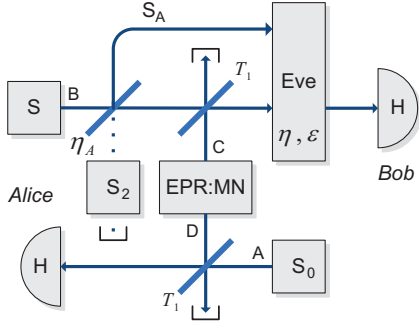 S_A
S
B
η_A
T_1
Eve
η , ε
H
Bob
C
Alice
S_2
EPR:MN
D
H
A
S_0
T_1